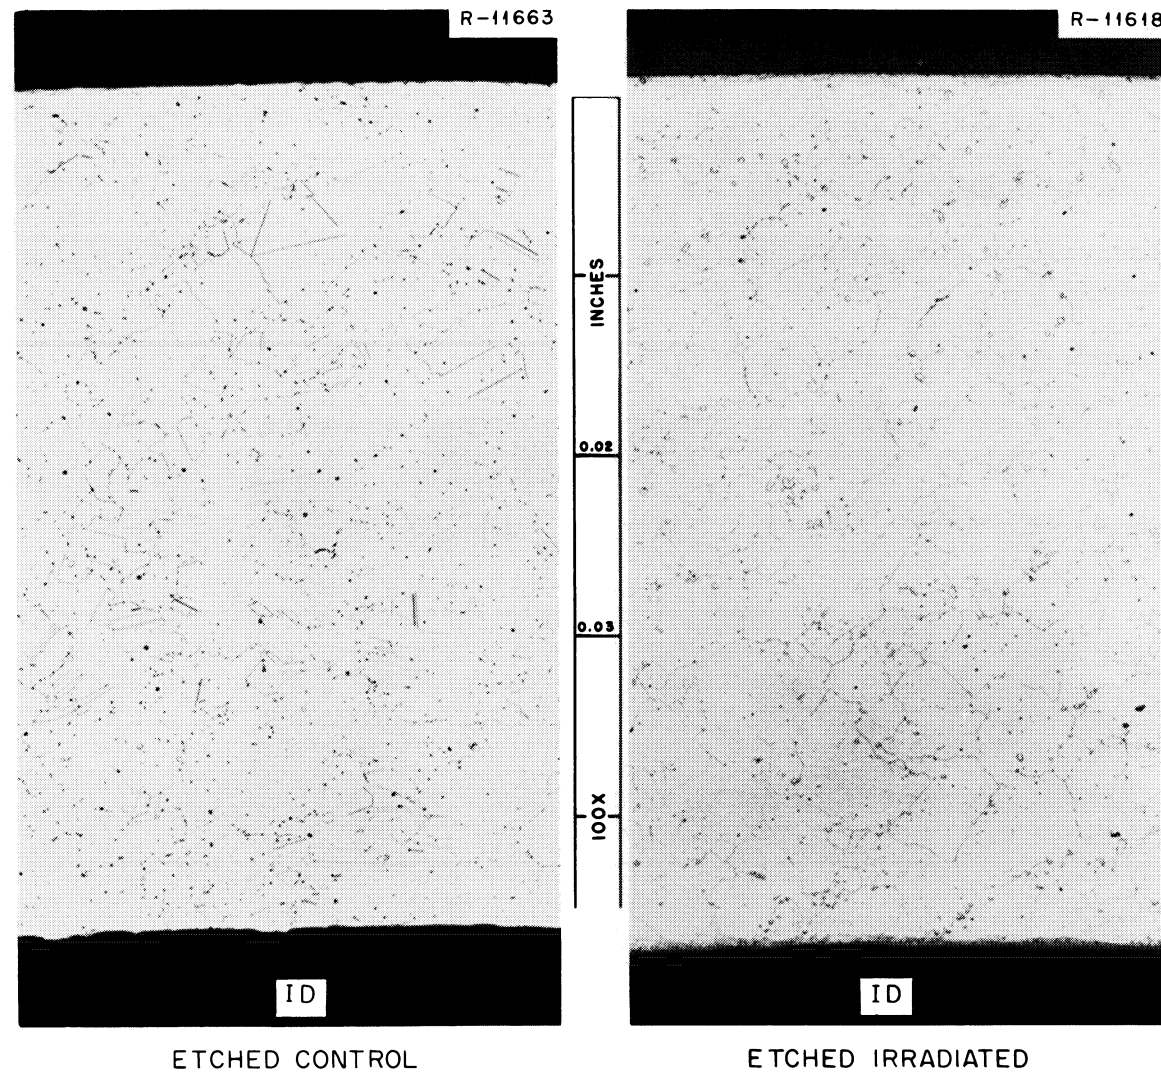 R-11663
R-11618
INCHES
0.02
0.03
100X
ID
ID
ETCHED CONTROL
ETCHED IRRADIATED